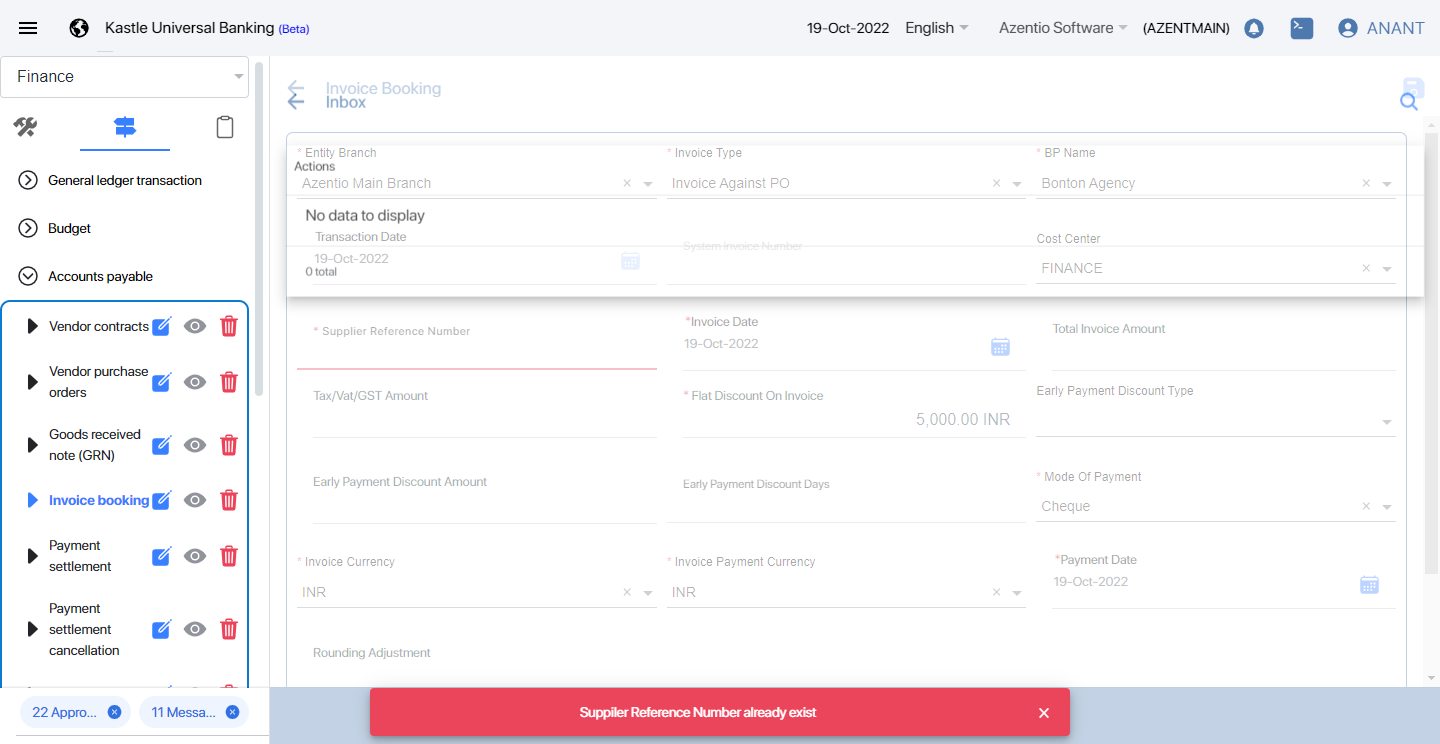 Kastle Universal Banking (Beta)
19-Oct-2022
English
Azentio Software
(AZENTMAIN)
ANANT
Finance
General ledger transaction
Budget
Accounts payable
Vendor contracts
Vendor purchase
orders
Goods received
note (GRN)
Invoice booking
Payment
settlement
Payment
settlement
cancellation
22 Appro...
11 Messa...
Invoice Booking
Inbox
* Entity Branch
* Invoice Type
* BP Name
Actions
Azentio Main Branch
Invoice Against PO
Bonton Agency
No data to display
Transaction Date
System Invoice Number
Cost Center
19-Oct-2022
FINANCE
0 total
* Supplier Reference Number
*Invoice Date
19-Oct-2022
Total Invoice Amount
Tax/Vat/GST Amount
* Flat Discount On Invoice
5,000.00 INR
Early Payment Discount Type
Early Payment Discount Amount
Early Payment Discount Days
* Mode Of Payment
Cheque
* Invoice Currency
INR
* Invoice Payment Currency
INR
*Payment Date
19-Oct-2022
Rounding Adjustment
Suppiler Reference Number already exist